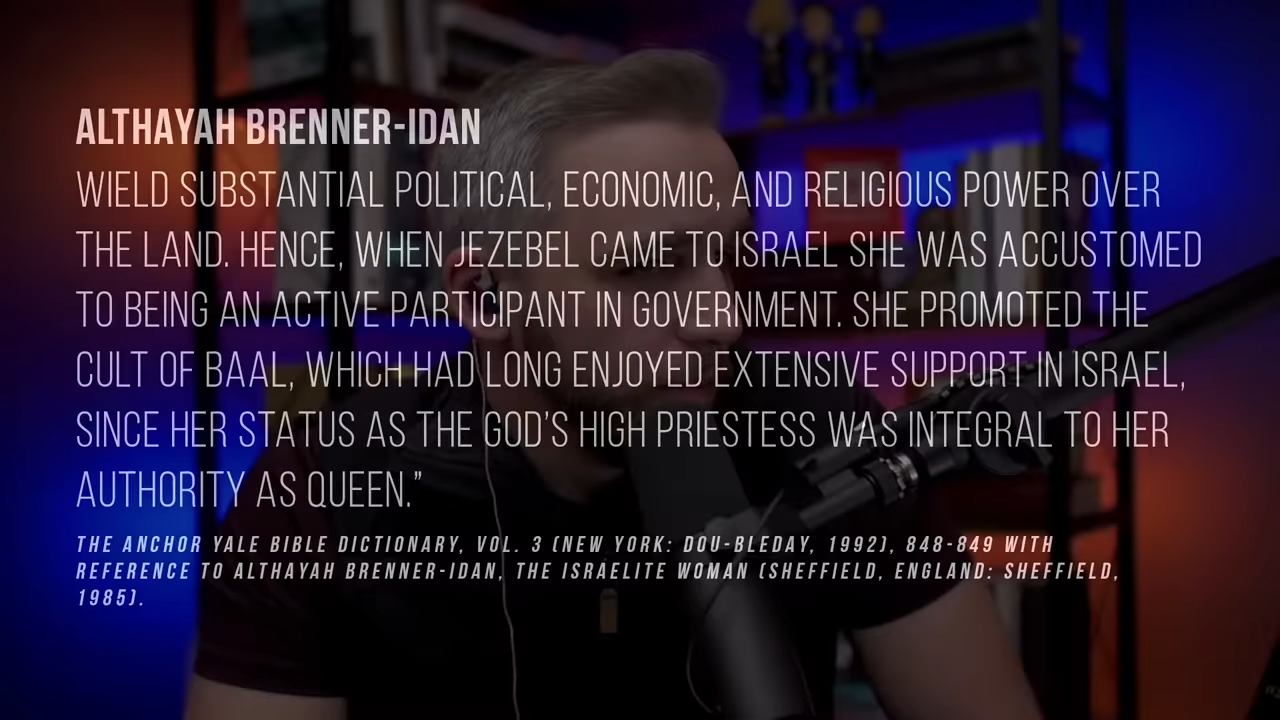 ALTHAYAH BRENNER-IDAN
WIELD SUBSTANTIAL POLITICAL, ECONOMIC, AND RELIGIOUS POWER OVER
THE LAND. HENCE, WHEN JEZEBEL CAME TO ISRAEL SHE WAS ACCUSTOMED
TO BEING AN ACTIVE PARTICIPANT IN GOVERNMENT. SHE PROMOTED THE
CULT OF BAAL, WHICH HAD LONG ENJOYED EXTENSIVE SUPPORT IN ISRAEL,
SINCE HER STATUS AS THE GOD’S HIGH PRIESTESS WAS INTEGRAL TO HER
AUTHORITY AS QUEEN.”
THE ANCHOR YALE BIBLE DICTIONARY, VOL. 3 (NEW YORK: DOU-BLEDAY, 1992), 848-849 WITH
REFERENCE TO ALTHAYAH BRENNER-IDAN, THE ISRAELITE WOMAN (SHEFFIELD, ENGLAND: SHEFFIELD,
1985).